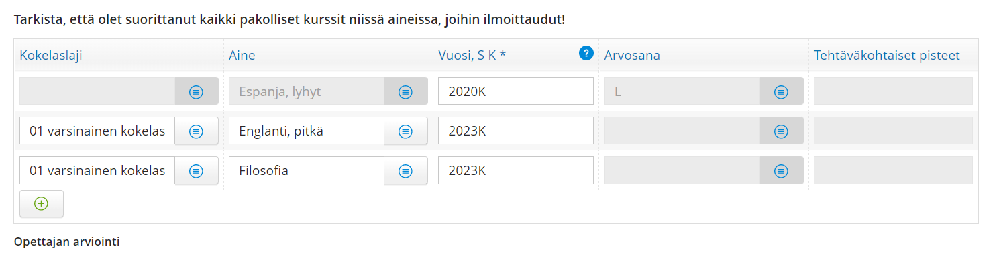 Tarkista, että olet suorittanut kaikki pakolliset kurssit niissä aineissa, joihin ilmoittaudut!
Kokelaslaji Aine Vuosi, S K * ? Arvosana Tehtäväkohtaiset pisteet
Espanja, lyhyt 2020K L
01 varsinainen kokelas Englanti, pitkä 2023K
01 varsinainen kokelas Filosofia 2023K
Opettajan arviointi